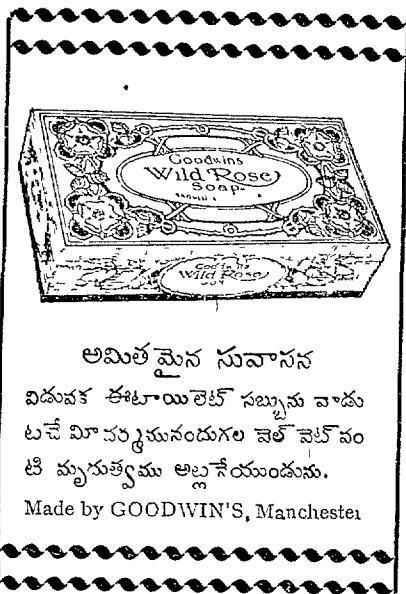 Goodwins
Wild Rose
Soap.
Wild Rose
అమితమైన సువాసన
విడువక ఈటాయిలెట్ సబ్బును వాడు
టచే మీ చర్మమునందుగల వెల్ వెట్ వం
టి మృదుత్వము అల్లనేయుండును.
Made by GOODWIN'S, Manchester